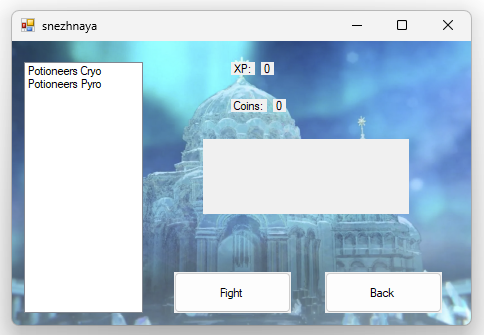 snezhnaya
Potioneers Cryo
Potioneers Pyro
XP: 0
Coins: 0
Fight
Back